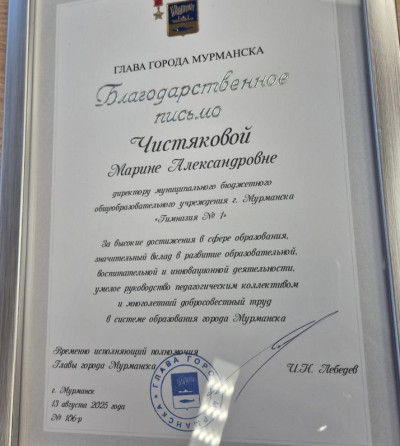 ГЛАВА ГОРОДА МУРМАНСКА
Благодарственное
письмо
Чистяковой
Марине Александровне
директору муниципального бюджетного
общеобразовательного учреждения г. Мурманска
«Гимназия № 1»
За высокие достижения в сфере образования,
значительный вклад в развитие образовательной,
воспитательной и инновационной деятельности,
умелое руководство педагогическим коллективом
и многолетний добросовестный труд
в системе образования города Мурманска
Временно исполняющий полномочия
Главы города Мурманска
И.Н. Лебедев
г. Мурманск
13 августа 2025 года
№ 106-р
ГЛАВА ГОРО